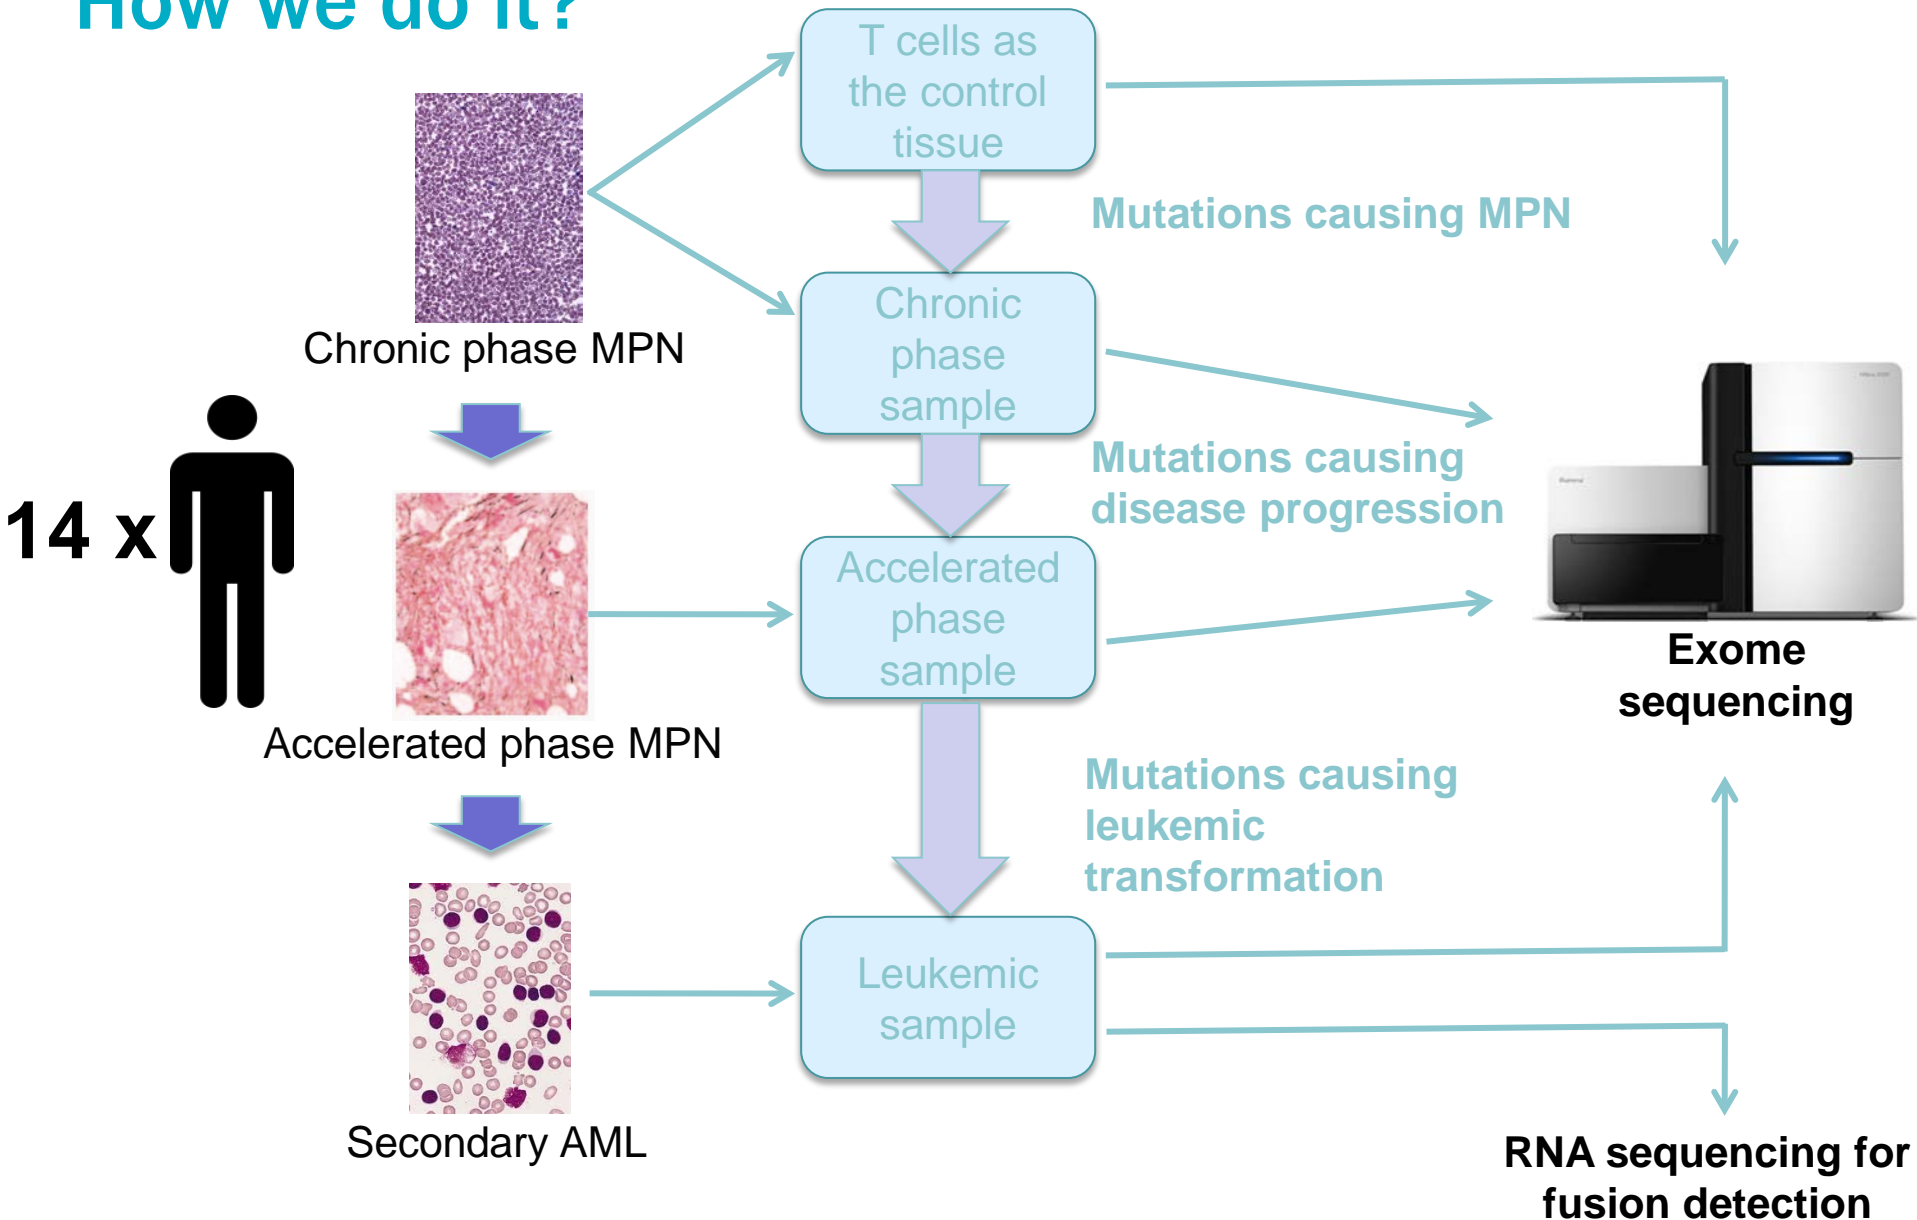 How we do it?
T cells as
the control
tissue
Mutations causing MPN
Chronic phase MPN
Chronic
phase
sample
Mutations causing
disease progression
14 x
Accelerated
phase
sample
Exome
sequencing
Accelerated phase MPN
Mutations causing
leukemic
transformation
Leukemic
sample
Secondary AML
RNA sequencing for
fusion detection